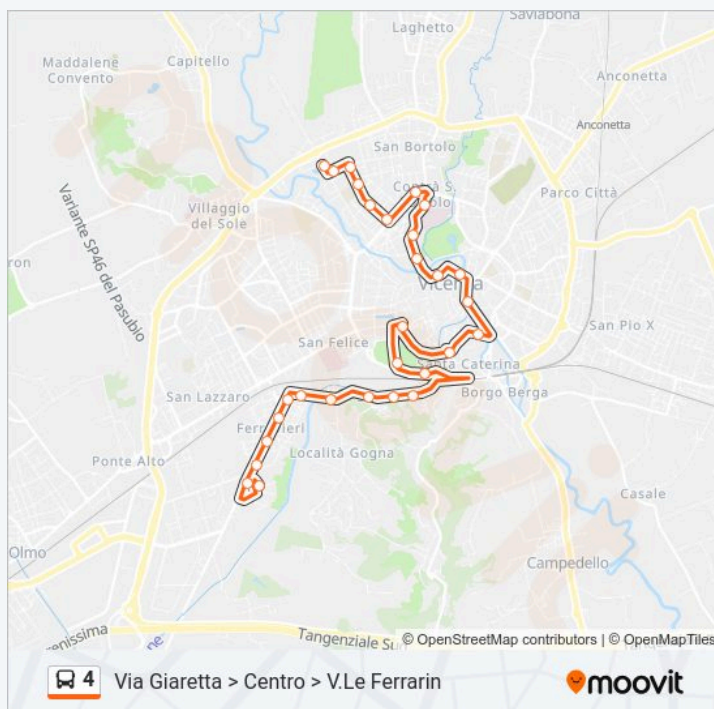 Laghetto
Saviabona
Maddalene
Convento
Capitello
Anconetta
Anconetta
San Bortolo
Parco Città
Villaggio
del Sole
Variante SP46 del Pasubio
San Pio X
San Felice
Santa Caterina
Borgo Berga
San Lazzaro
Località Gogna
Ponte Alto
Casale
Olmo
Campedello
Tangenziale Sud
© OpenStreetMap contributors | © OpenMapTiles
4 Via Giaretta > Centro > V.Le Ferrarin
moovit